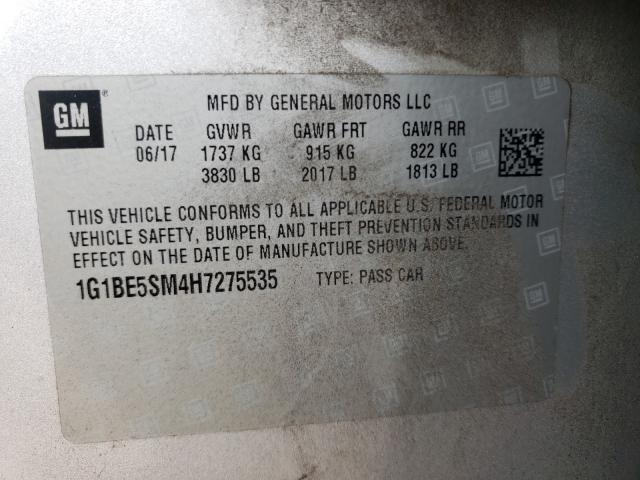 GM ®
MFD BY GENERAL MOTORS LLC
DATE GVWR GAWR FRT GAWR RR
06/17 1737 KG 915 KG 822 KG
3830 LB 2017 LB 1813 LB
THIS VEHICLE CONFORMS TO ALL APPLICABLE U.S. FEDERAL MOTOR
VEHICLE SAFETY, BUMPER, AND THEFT PREVENTION STANDARDS IN
EFFECT ON THE DATE OF MANUFACTURE SHOWN ABOVE.
1G1BE5SM4H7275535 TYPE: PASS CAR